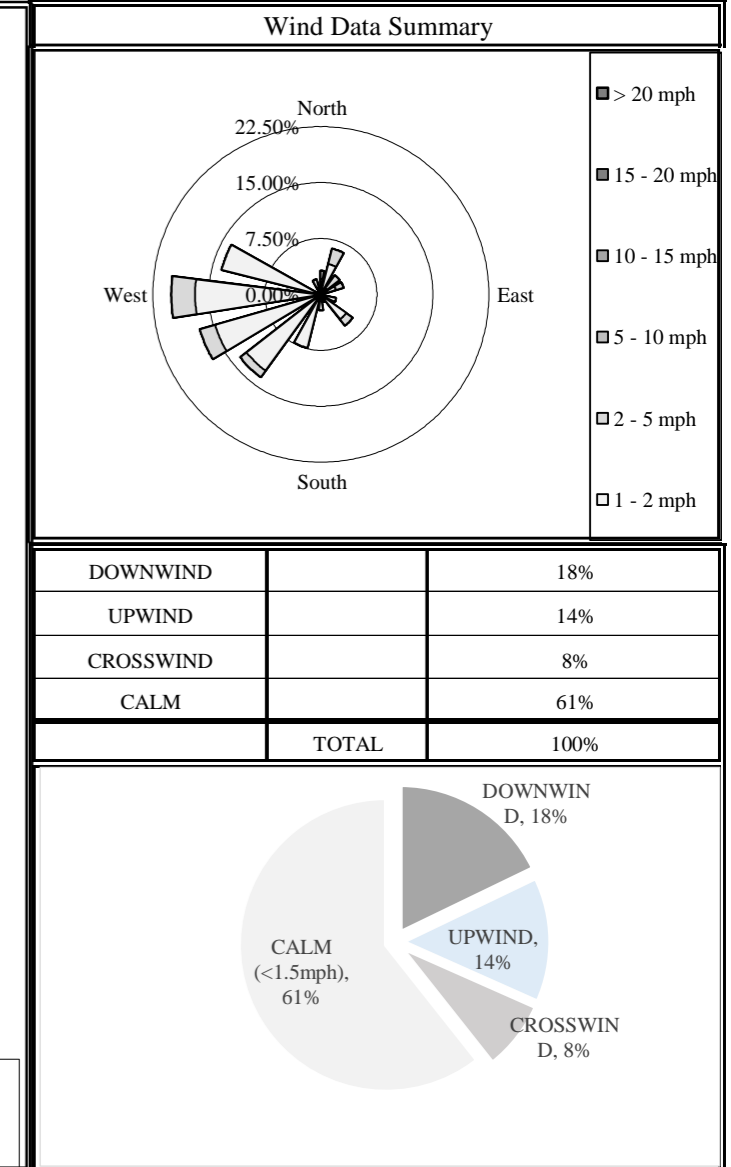 Wind Data Summary
North
22.50%
15.00%
7.50%
0.00%
West
East
South
> 20 mph
15 - 20 mph
10 - 15 mph
5 - 10 mph
2 - 5 mph
1 - 2 mph
DOWNWIND 18%
UPWIND 14%
CROSSWIND 8%
CALM 61%
TOTAL 100%
DOWNWIN
D, 18%
UPWIND,
14%
CROSSWIN
D, 8%
CALM
(<1.5mph),
61%